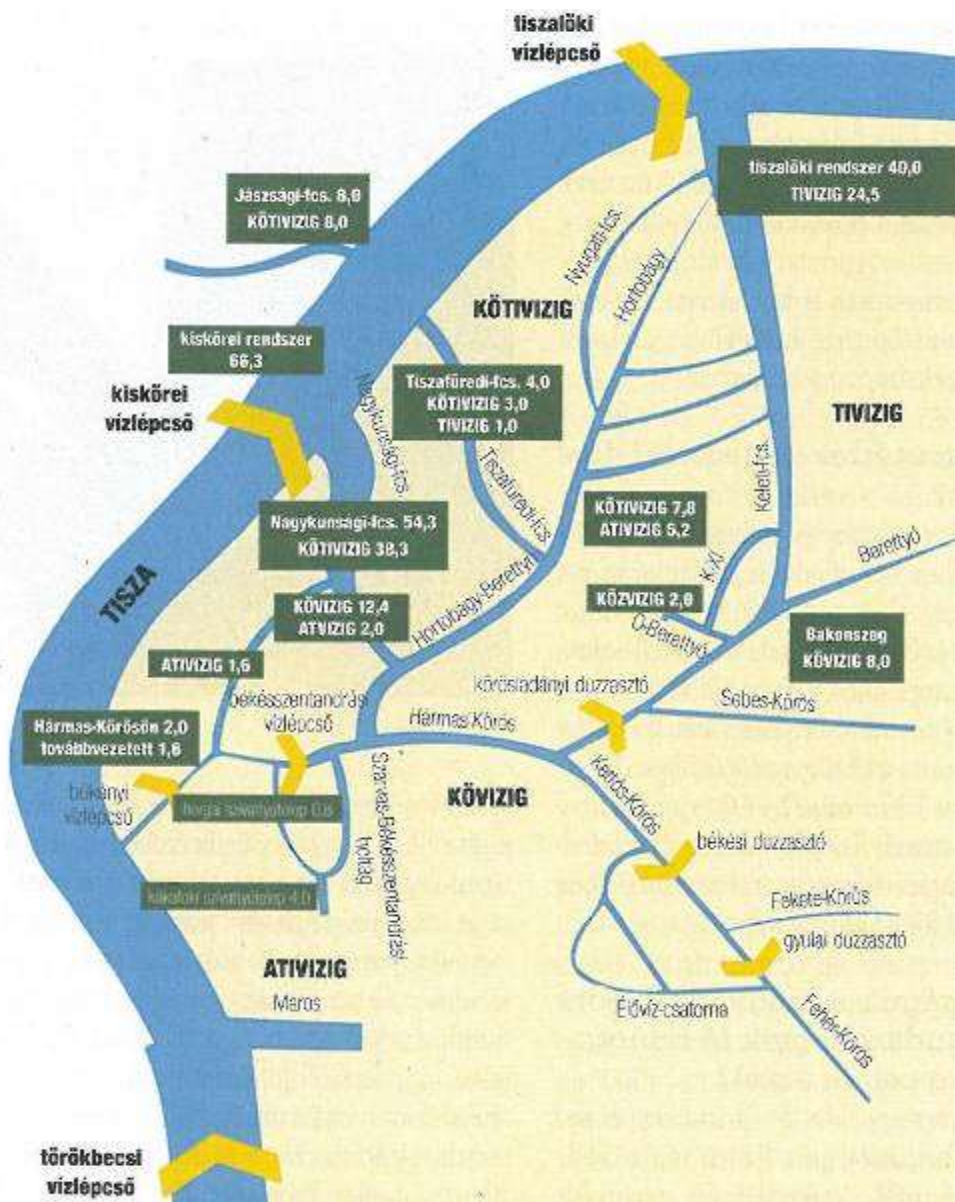 tiszalöki
vízlépcső
tiszalöki rendszer 40,0
TIVIZIG 24,5
Jászsági-fcs. 8,0
KÖTIVIZIG 8,0
Nyugati-fcs.
Hortobágy
KÖTIVIZIG
kiskörei rendszer
66,3
kiskörei
vízlépcső
Nagykunsági-fcs.
Tiszafüredi-fcs. 4,0
KÖTIVIZIG 3,0
TIVIZIG 1,0
TIVIZIG
Tiszafüredi-fcs.
Keleti-fcs.
Nagykunsági-fcs. 54,3
KÖTIVIZIG 38,3
KÖTIVIZIG 7,8
ATIVIZIG 5,2
K-XI.
Berettyó
TISZA
KÖVIZIG 12,4
ATVIZIG 2,0
Hortobágy-Berettyi
KÖZVIZIG 2,0
O-Berettyó
Bakonszeg
KÖVIZIG 8,0
ATIVIZIG 1,6
békésszentandrási
vízlépcső
körösladányi duzzasztó
Sebes-Körös
Hármas-Körösön 2,0
továbbvezetett 1,6
Hármas-Körös
bökényi
vízlépcső
KÖVIZIG
Kettős-Körös
Szarvas-Békésszentandrási
holtág
békési duzzasztó
Fekete-Körös
gyulai duzzasztó
ATIVIZIG
Maros
Élővíz-csatorna
Fehér-Körös
törökbecsi
vízlépcső